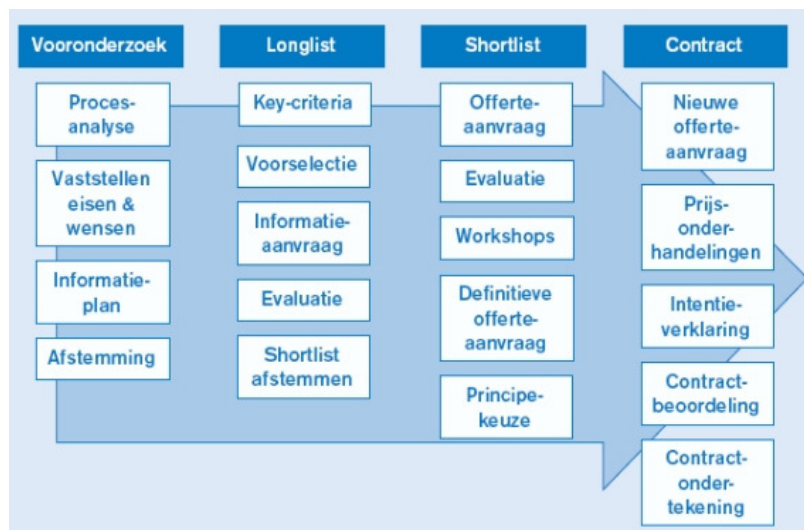 Vooronderzoek
Proces-
analyse
Vaststellen
eisen &
wensen
Informatie-
plan
Afstemming
Longlist
Key-criteria
Voorselectie
Informatie-
aanvraag
Evaluatie
Shortlist
afstemmen
Shortlist
Offerte-
aanvraag
Evaluatie
Workshops
Definitieve
offerte-
aanvraag
Principe-
keuze
Contract
Nieuwe
offerte-
aanvraag
Prijs-
onder-
handelingen
Intentie-
verklaring
Contract-
beoordeling
Contract-
onder-
tekening